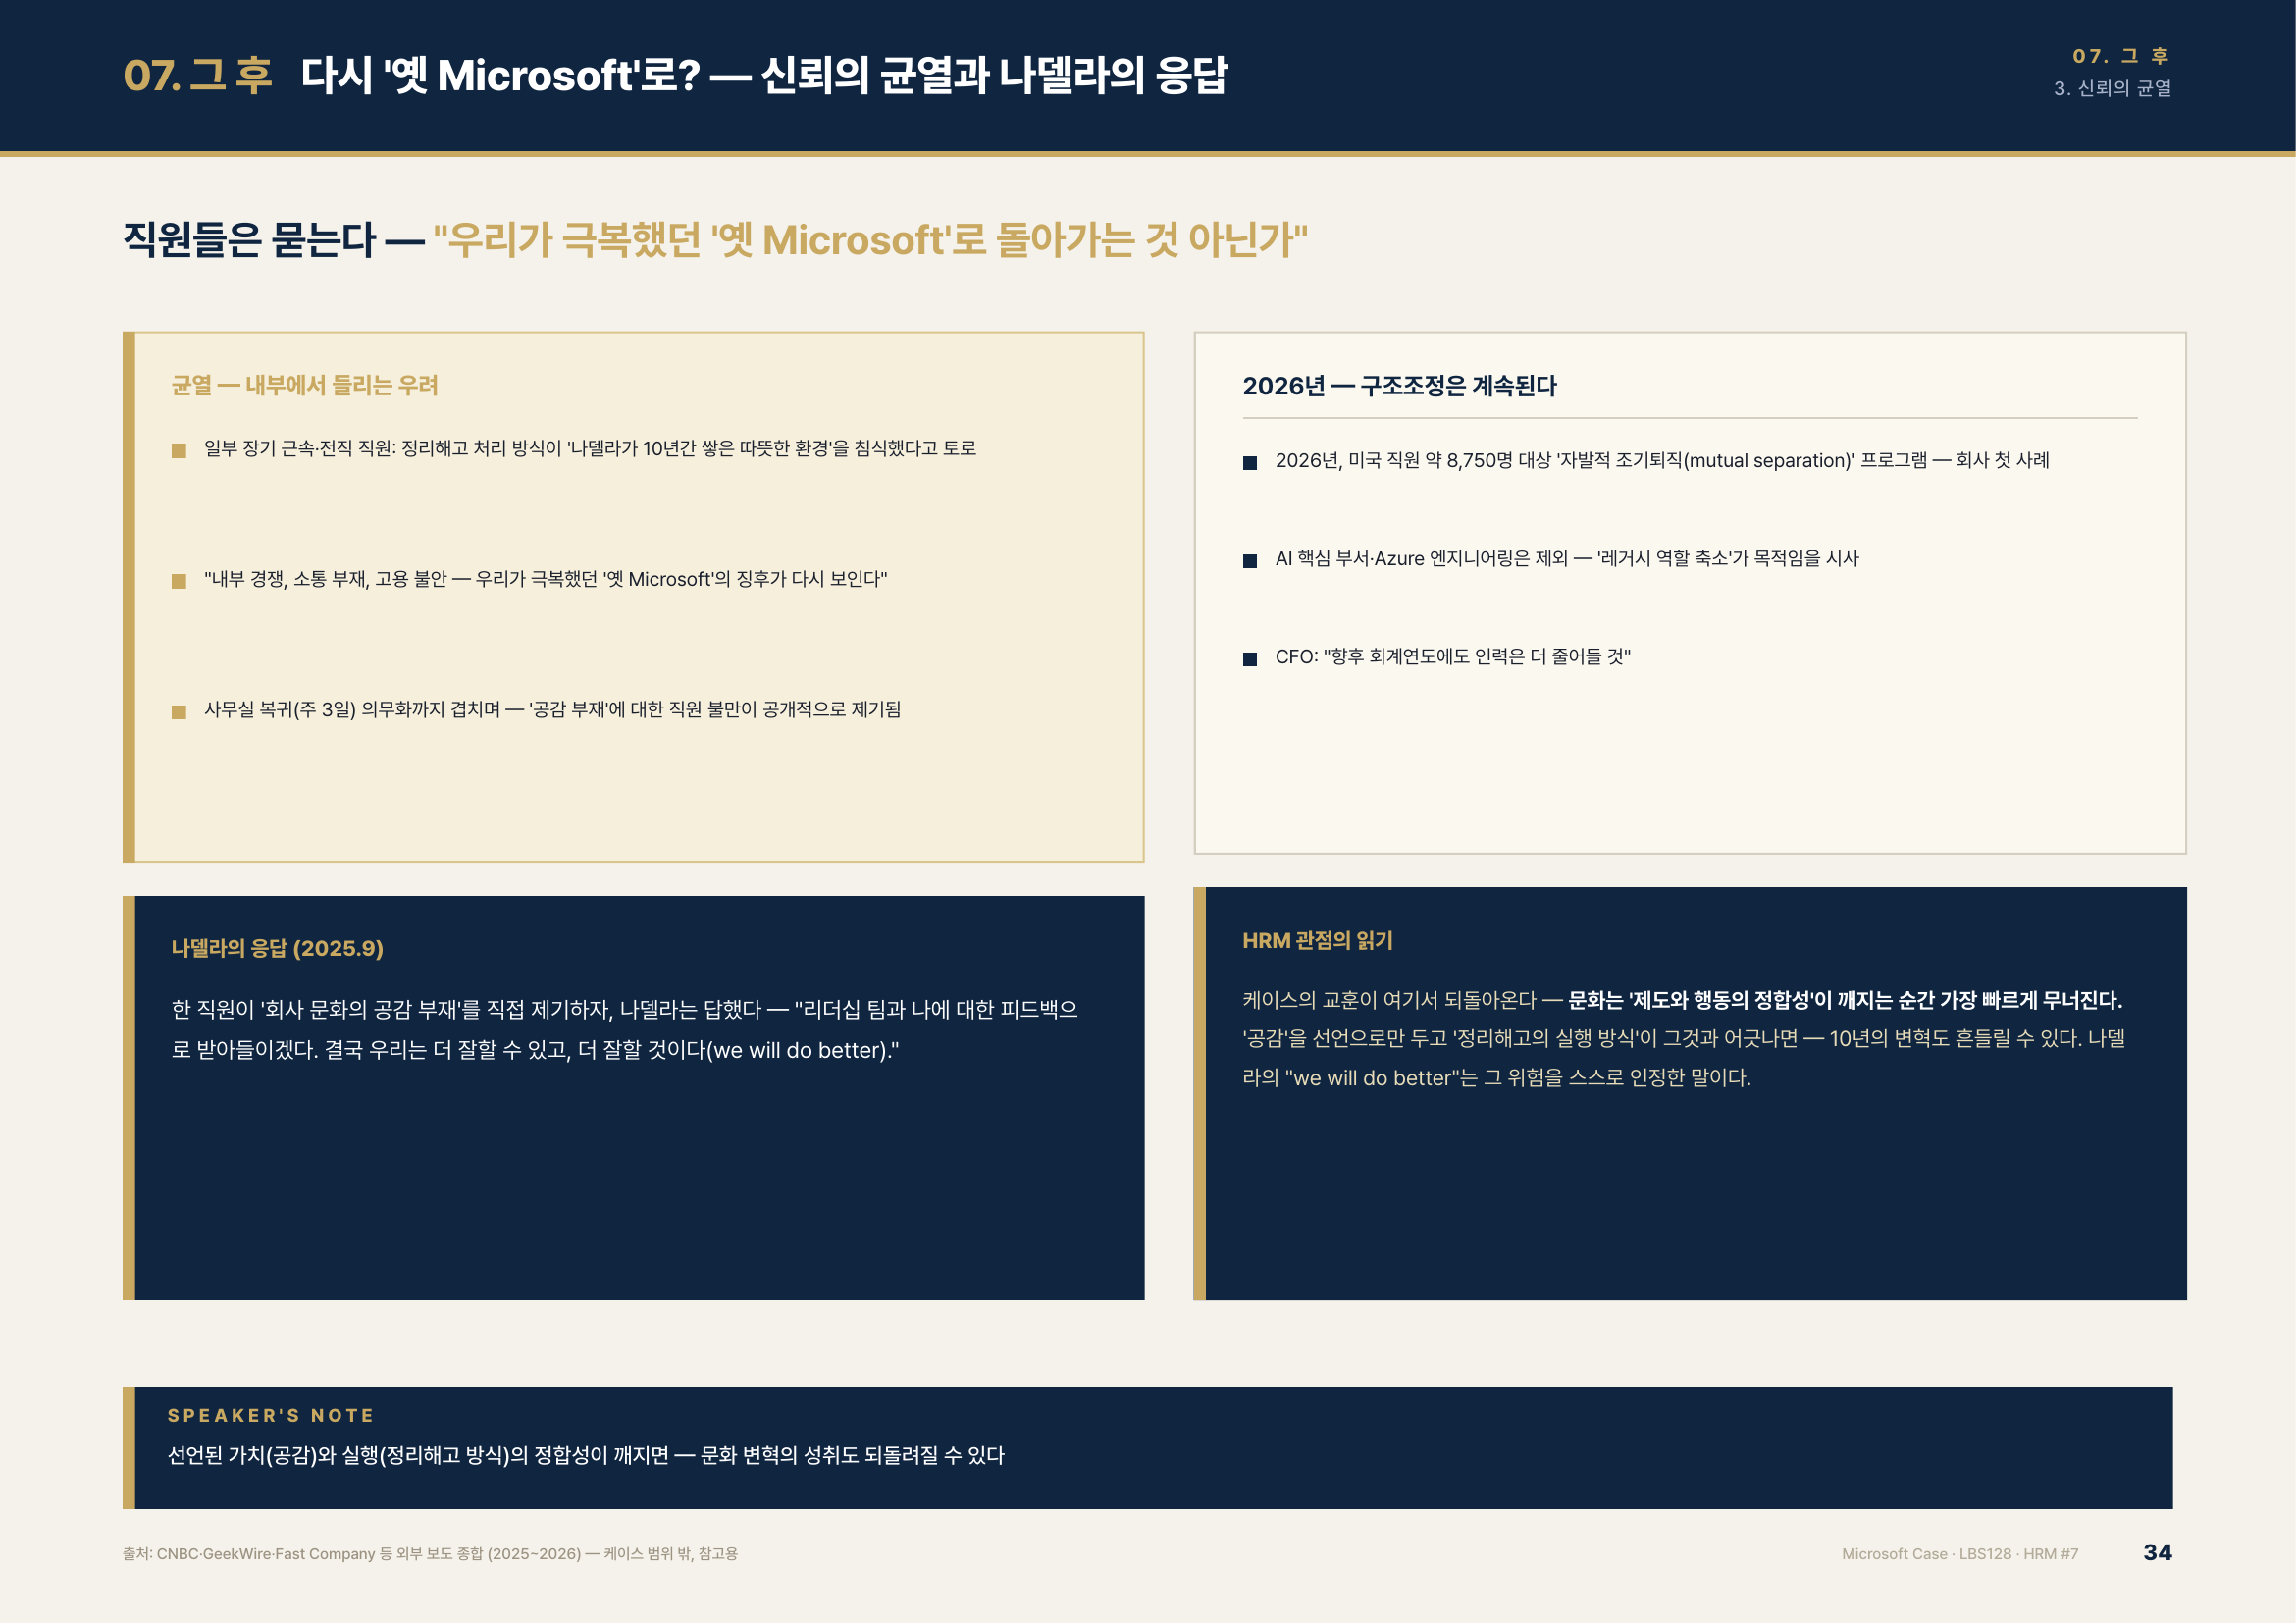 07. 그 후 다시 '옛 Microsoft'로? — 신뢰의 균열과 나델라의 응답
07. 그 후
3. 신뢰의 균열
직원들은 묻는다 — "우리가 극복했던 '옛 Microsoft'로 돌아가는 것 아닌가"
균열 — 내부에서 들리는 우려
일부 장기 근속·전직 직원: 정리해고 처리 방식이 '나델라가 10년간 쌓은 따뜻한 환경'을 침식했다고 토로
"내부 경쟁, 소통 부재, 고용 불안 — 우리가 극복했던 '옛 Microsoft'의 징후가 다시 보인다"
사무실 복귀(주 3일) 의무화까지 겹치며 — '공감 부재'에 대한 직원 불만이 공개적으로 제기됨
2026년 — 구조조정은 계속된다
2026년, 미국 직원 약 8,750명 대상 '자발적 조기퇴직(mutual separation)' 프로그램 — 회사 첫 사례
AI 핵심 부서·Azure 엔지니어링은 제외 — '레거시 역할 축소'가 목적임을 시사
CFO: "향후 회계연도에도 인력은 더 줄어들 것"
나델라의 응답 (2025.9)
한 직원이 '회사 문화의 공감 부재'를 직접 제기하자, 나델라는 답했다 — "리더십 팀과 나에 대한 피드백으
로 받아들이겠다. 결국 우리는 더 잘할 수 있고, 더 잘할 것이다(we will do better)."
HRM 관점의 읽기
케이스의 교훈이 여기서 되돌아온다 — 문화는 '제도와 행동의 정합성'이 깨지는 순간 가장 빠르게 무너진다.
'공감'을 선언으로만 두고 '정리해고의 실행 방식'이 그것과 어긋나면 — 10년의 변혁도 흔들릴 수 있다. 나델
라의 "we will do better"는 그 위험을 스스로 인정한 말이다.
SPEAKER'S NOTE
선언된 가치(공감)와 실행(정리해고 방식)의 정합성이 깨지면 — 문화 변혁의 성취도 되돌려질 수 있다
출처: CNBC·GeekWire·Fast Company 등 외부 보도 종합 (2025~2026) — 케이스 범위 밖, 참고용
Microsoft Case · LBS128 · HRM #7
34